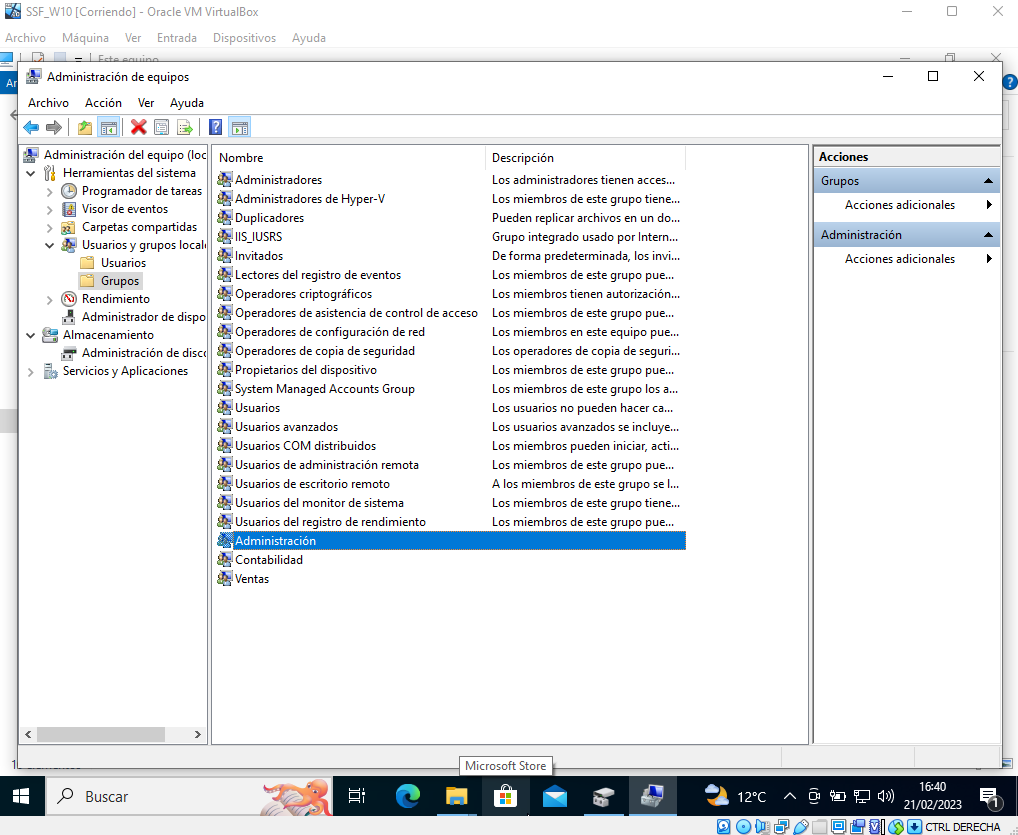 SSF_W10 [Corriendo] - Oracle VM VirtualBox
Archivo Máquina Ver Entrada Dispositivos Ayuda
Este equipo
Ar
Administración de equipos
Archivo Acción Ver Ayuda
Administración del equipo (loc
Herramientas del sistema
Programador de tareas
Visor de eventos
Carpetas compartidas
Usuarios y grupos locale
Usuarios
Grupos
Rendimiento
Administrador de dispo
Almacenamiento
Administración de disco
Servicios y Aplicaciones
Nombre Descripción
Administradores Los administradores tienen acces...
Administradores de Hyper-V Los miembros de este grupo tiene...
Duplicadores Pueden replicar archivos en un do...
IIS_IUSRS Grupo integrado usado por Intern...
Invitados De forma predeterminada, los invi...
Lectores del registro de eventos Los miembros de este grupo pue...
Operadores criptográficos Los miembros tienen autorización...
Operadores de asistencia de control de acceso Los miembros de este grupo pue...
Operadores de configuración de red Los miembros en este equipo pue...
Operadores de copia de seguridad Los operadores de copia de seguri...
Propietarios del dispositivo Los miembros de este grupo pue...
System Managed Accounts Group Los miembros de este grupo los a...
Usuarios Los usuarios no pueden hacer ca...
Usuarios avanzados Los usuarios avanzados se incluye...
Usuarios COM distribuidos Los miembros pueden iniciar, acti...
Usuarios de administración remota Los miembros de este grupo pue...
Usuarios de escritorio remoto A los miembros de este grupo se l...
Usuarios del monitor de sistema Los miembros de este grupo tiene...
Usuarios del registro de rendimiento Los miembros de este grupo pue...
Administración
Contabilidad
Ventas
Acciones
Grupos
Acciones adicionales
Administración
Acciones adicionales
Microsoft Store
Buscar
12°C
16:40
21/02/2023
1
CTRL DERECHA